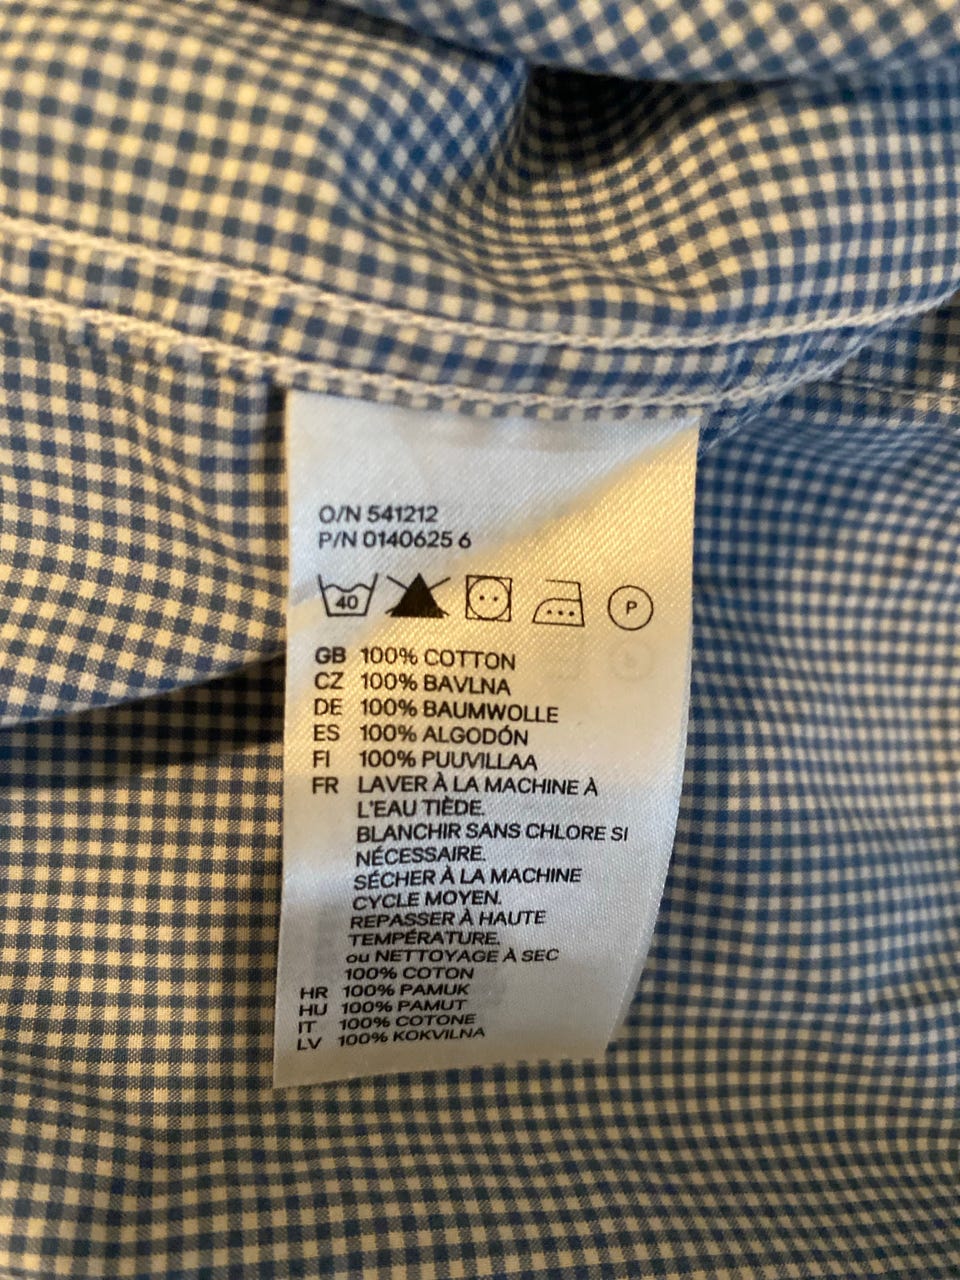 O/N 541212
P/N 0140625 6
40 P
GB 100% COTTON
CZ 100% BAVLNA
DE 100% BAUMWOLLE
ES 100% ALGODÓN
FI 100% PUUVILLAA
FR LAVER À LA MACHINE À
L'EAU TIÈDE.
BLANCHIR SANS CHLORE SI
NÉCESSAIRE.
SÉCHER À LA MACHINE
CYCLE MOYEN.
REPASSER À HAUTE
TEMPÉRATURE.
ou NETTOYAGE À SEC
100% COTON
HR 100% PAMUK
HU 100% PAMUT
IT 100% COTONE
LV 100% KOKVILNA